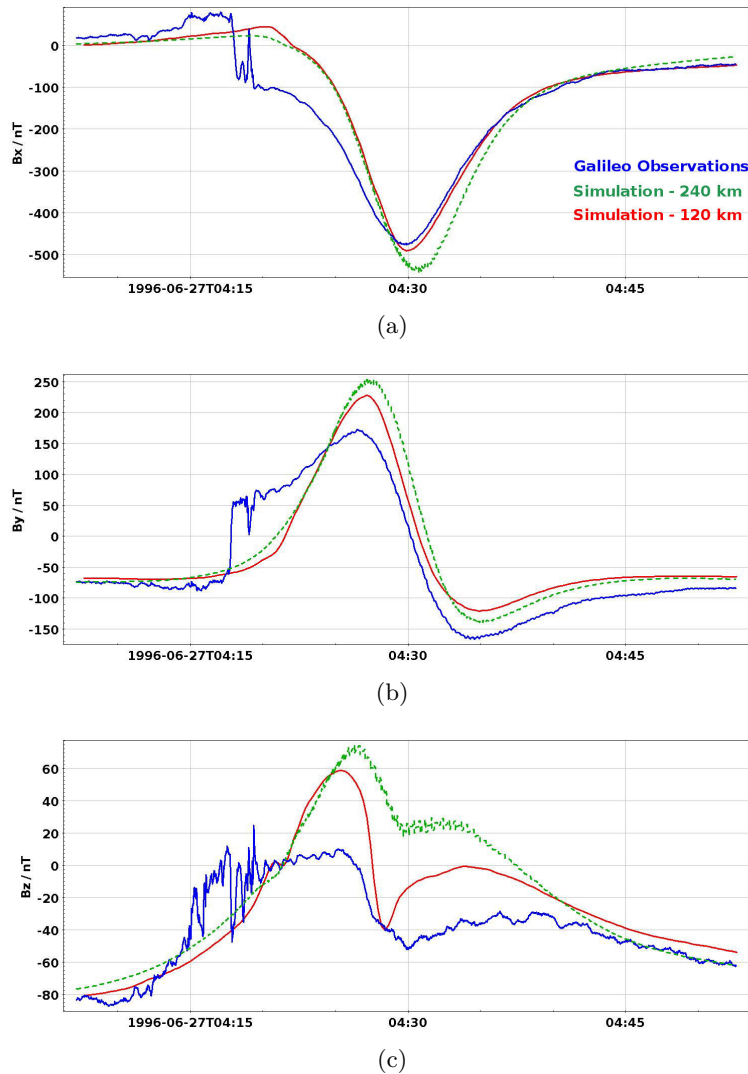 0
-100
-200
-300
-400
-500
Bx / nT
Galileo Observations
Simulation - 240 km
Simulation - 120 km
1996-06-27T04:15 04:30 04:45
(a)
250
200
150
100
50
0
-50
-100
-150
By / nT
1996-06-27T04:15 04:30 04:45
(b)
60
40
20
0
-20
-40
-60
-80
Bz / nT
1996-06-27T04:15 04:30 04:45
(c)